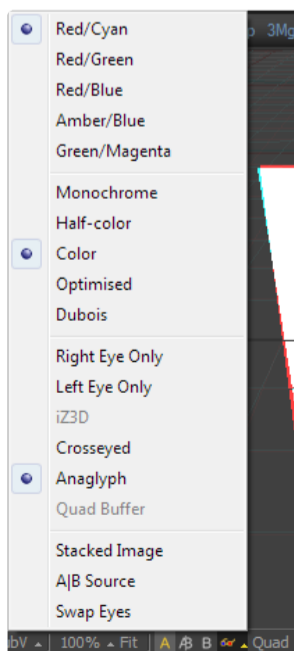 Red/Cyan
3Mg
Red/Green
Red/Blue
Amber/Blue
Green/Magenta
Monochrome
Half-color
Color
Optimised
Dubois
Right Eye Only
Left Eye Only
iZ3D
Crosseyed
Anaglyph
Quad Buffer
Stacked Image
A|B Source
Swap Eyes
100% Fit A B Quad